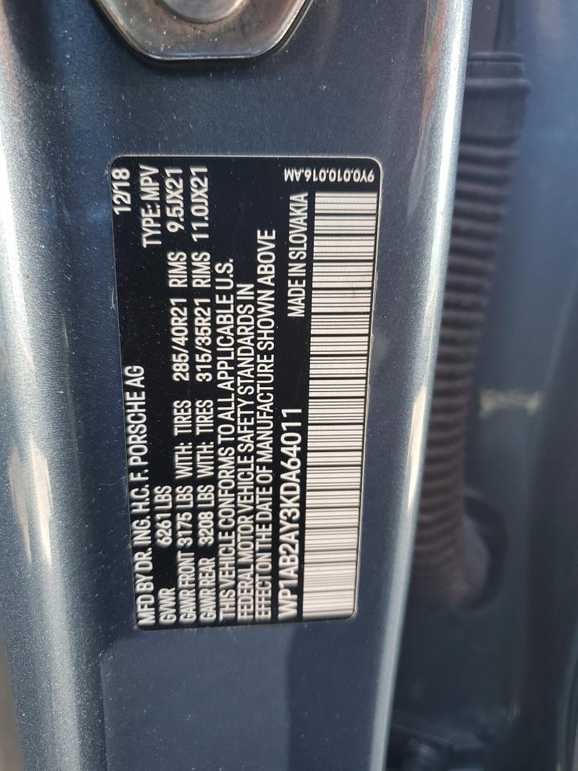 MFD BY DR. ING. H.C. F. PORSCHE AG 12/18
GVWR 6261 LBS TYPE: MPV
GAWR FRONT 3175 LBS WITH: TIRES 285/40R21 RIMS 9.5JX21
GAWR REAR 3208 LBS WITH: TIRES 315/35R21 RIMS 11.0JX21
THIS VEHICLE CONFORMS TO ALL APPLICABLE U.S.
FEDERAL MOTOR VEHICLE SAFETY STANDARDS IN
EFFECT ON THE DATE OF MANUFACTURE SHOWN ABOVE
WP1AB2AY3KDA64011 MADE IN SLOVAKIA
9Y0.010.016.AM